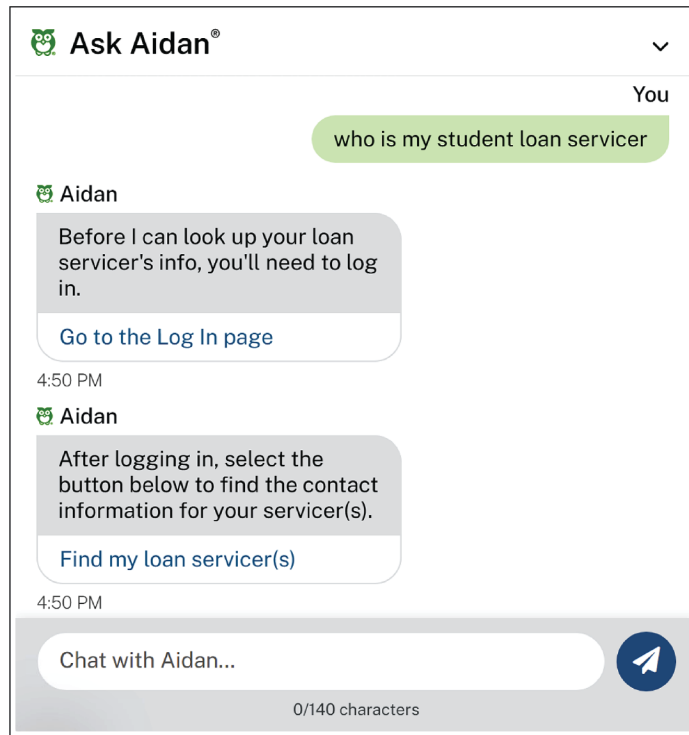 Ask Aidan®
You
who is my student loan servicer
Aidan
Before I can look up your loan
servicer's info, you'll need to log
in.
Go to the Log In page
4:50 PM
Aidan
After logging in, select the
button below to find the contact
information for your servicer(s).
Find my loan servicer(s)
4:50 PM
Chat with Aidan...
0/140 characters